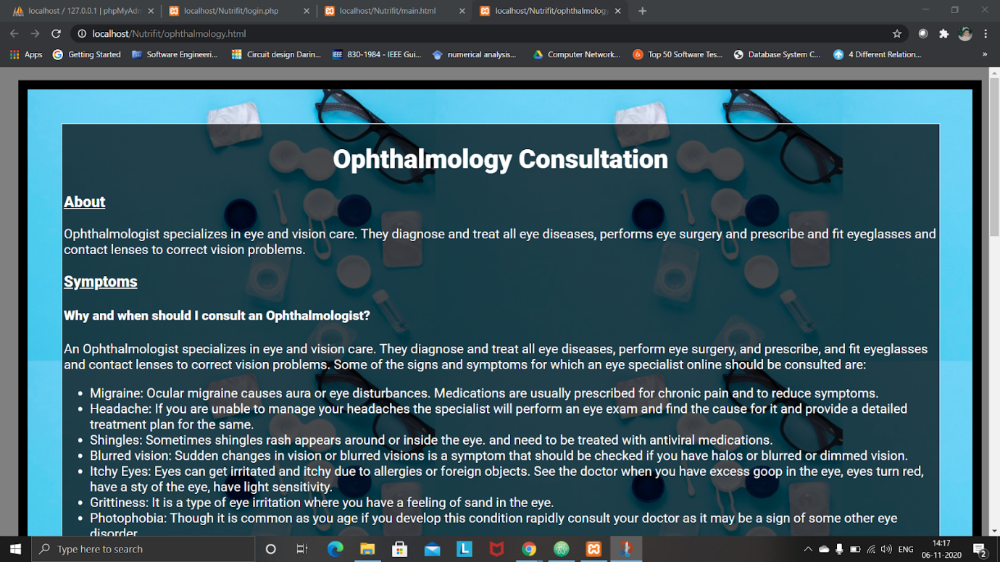 localhost / 127.0.0.1 | phpMyAdm
localhost/Nutrifit/login.php
localhost/Nutrifit/main.html
localhost/Nutrifit/ophthalmology
localhost/Nutrifit/ophthalmology.html
Apps
Getting Started
Software Engineeri...
Circuit design Darin...
IEEE
830-1984 - IEEE Gui...
numerical analysis...
Computer Network...
Top 50 Software Tes...
Database System C...
4 Different Relation...
»
Ophthalmology Consultation
About
Ophthalmologist specializes in eye and vision care. They diagnose and treat all eye diseases, performs eye surgery and prescribe and fit eyeglasses and
contact lenses to correct vision problems.
Symptoms
Why and when should I consult an Ophthalmologist?
An Ophthalmologist specializes in eye and vision care. They diagnose and treat all eye diseases, perform eye surgery, and prescribe, and fit eyeglasses
and contact lenses to correct vision problems. Some of the signs and symptoms for which an eye specialist online should be consulted are:
• Migraine: Ocular migraine causes aura or eye disturbances. Medications are usually prescribed for chronic pain and to reduce symptoms.
• Headache: If you are unable to manage your headaches the specialist will perform an eye exam and find the cause for it and provide a detailed
treatment plan for the same.
• Shingles: Sometimes shingles rash appears around or inside the eye. and need to be treated with antiviral medications.
• Blurred vision: Sudden changes in vision or blurred visions is a symptom that should be checked if you have halos or blurred or dimmed vision.
• Itchy Eyes: Eyes can get irritated and itchy due to allergies or foreign objects. See the doctor when you have excess goop in the eye, eyes turn red,
have a sty of the eye, have light sensitivity.
• Grittiness: It is a type of eye irritation where you have a feeling of sand in the eye.
• Photophobia: Though it is common as you age if you develop this condition rapidly consult your doctor as it may be a sign of some other eye
disorder
Type here to search
L
ENG
14:17
06-11-2020
2